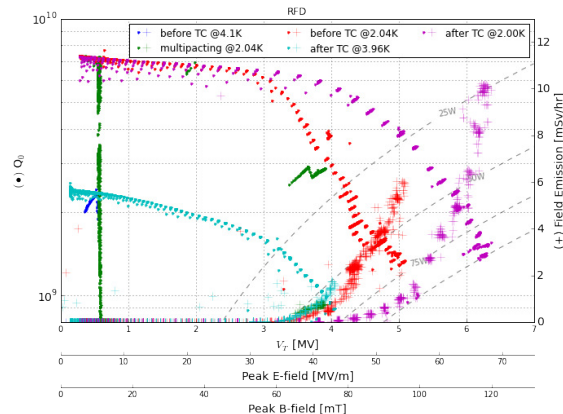 RFD
before TC @4.1K
multipacting @2.04K
before TC @2.04K
after TC @3.96K
after TC @2.00K
10^10
10^9
(•) Q_0
25W
50W
75W
12
10
8
6
4
2
0
(+) Field Emission [mSv/hr]
0 1 2 3 4 5 6 7
V_T [MV]
0 10 20 30 40 50 60 70
Peak E-field [MV/m]
0 20 40 60 80 100 120
Peak B-field [mT]